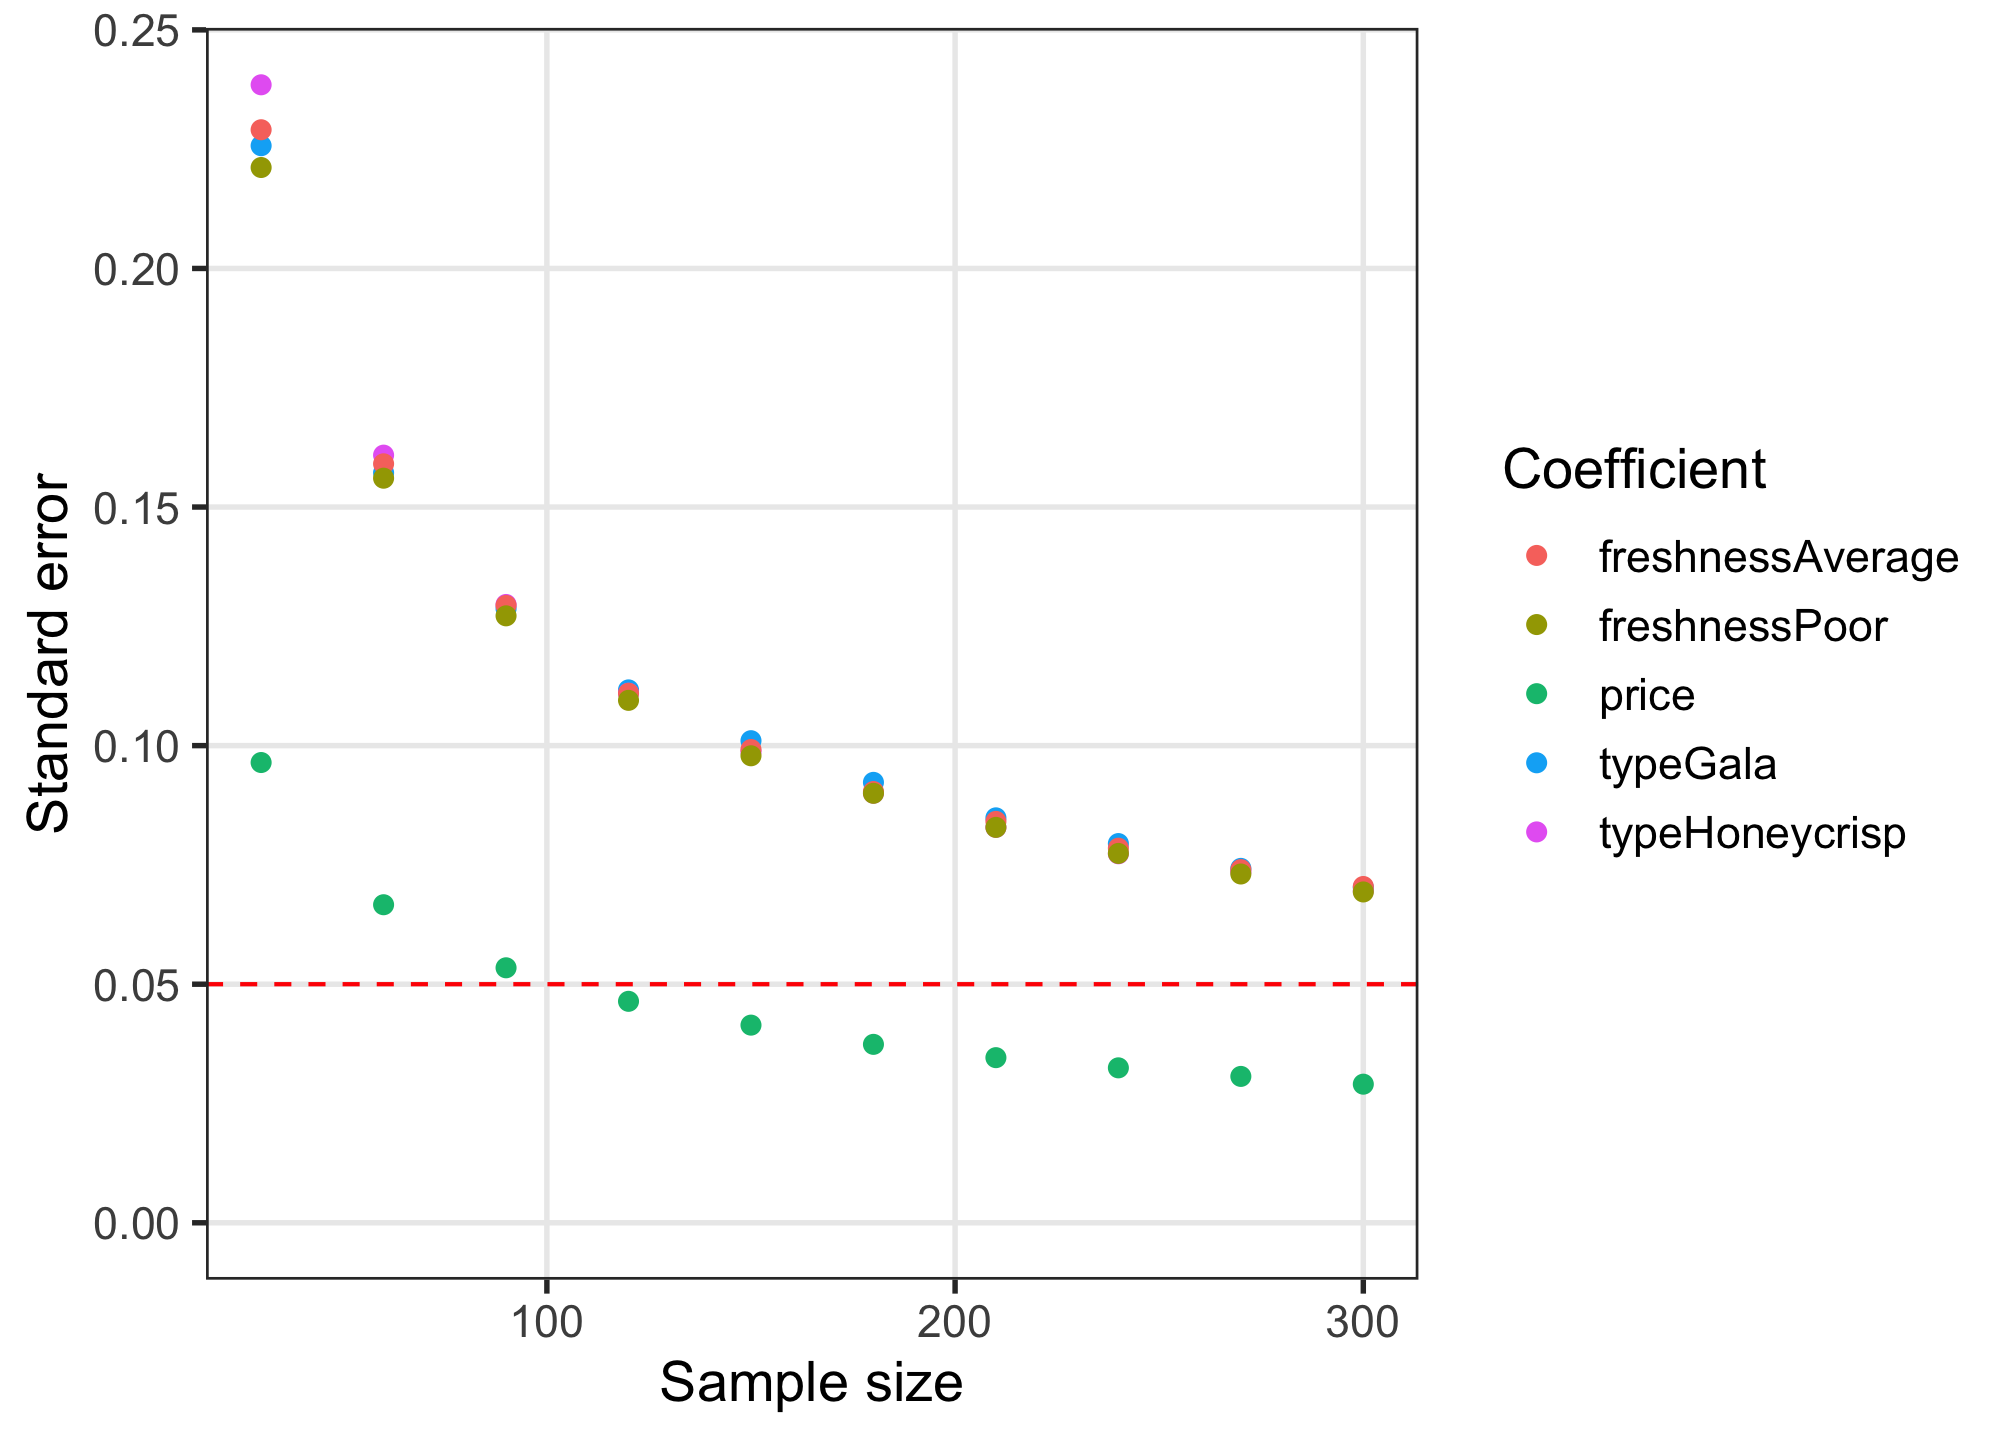 0.25
0.20
0.15
0.10
0.05
0.00
Standard error
100
200
300
Sample size
Coefficient
freshnessAverage
freshnessPoor
price
typeGala
typeHoneycrisp